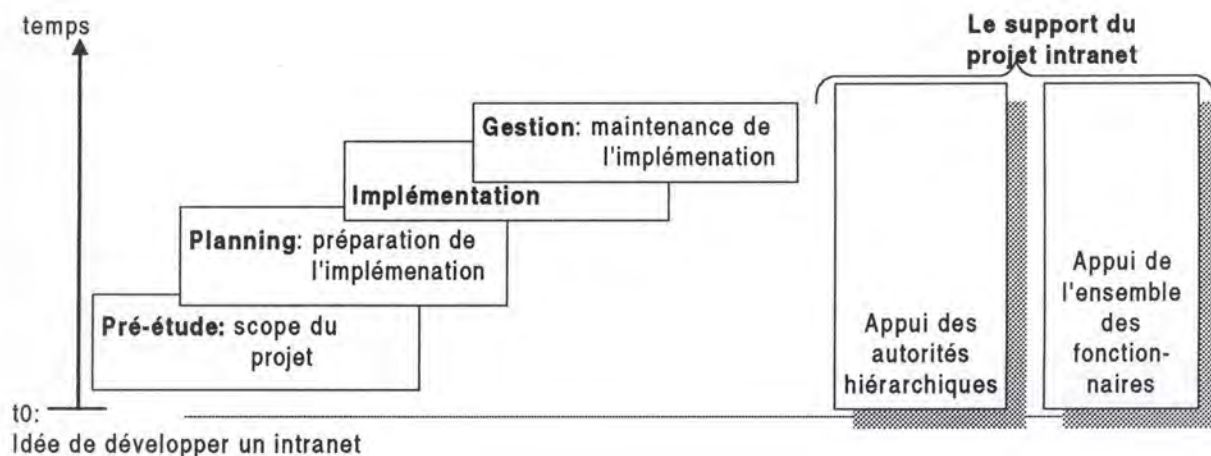 temps
Le support du
projet intranet
Gestion: maintenance de
l'implémenation
Implémentation
Planning: préparation de
l'implémenation
Pré-étude: scope du
projet
Appui des
autorités
hiérarchiques
Appui de
l'ensemble
des
fonction-
naires
t0:
Idée de développer un intranet